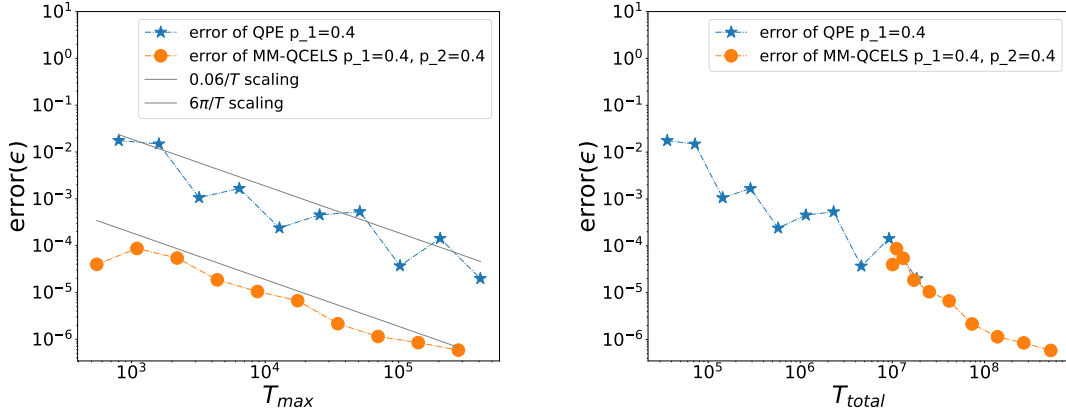 error of QPE p_1=0.4
error of MM-QCELS p_1=0.4, p_2=0.4
0.06/T scaling
6π/T scaling
10^1
10^0
10^-1
10^-2
10^-3
10^-4
10^-5
10^-6
error(ϵ)
10^3
10^4
10^5
T_max
error of QPE p_1=0.4
error of MM-QCELS p_1=0.4, p_2=0.4
10^1
10^0
10^-1
10^-2
10^-3
10^-4
10^-5
10^-6
error(ϵ)
10^5
10^6
10^7
10^8
T_total